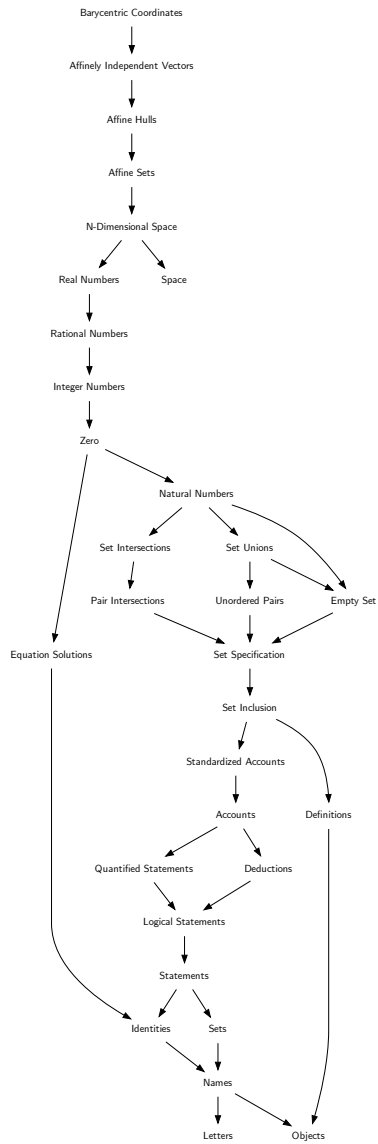 Barycentric Coordinates
Affinely Independent Vectors
Affine Hulls
Affine Sets
N-Dimensional Space
Real Numbers
Space
Rational Numbers
Integer Numbers
Zero
Natural Numbers
Set Intersections
Set Unions
Pair Intersections
Unordered Pairs
Empty Set
Equation Solutions
Set Specification
Set Inclusion
Standardized Accounts
Accounts
Definitions
Quantified Statements
Deductions
Logical Statements
Statements
Identities
Sets
Names
Letters
Objects